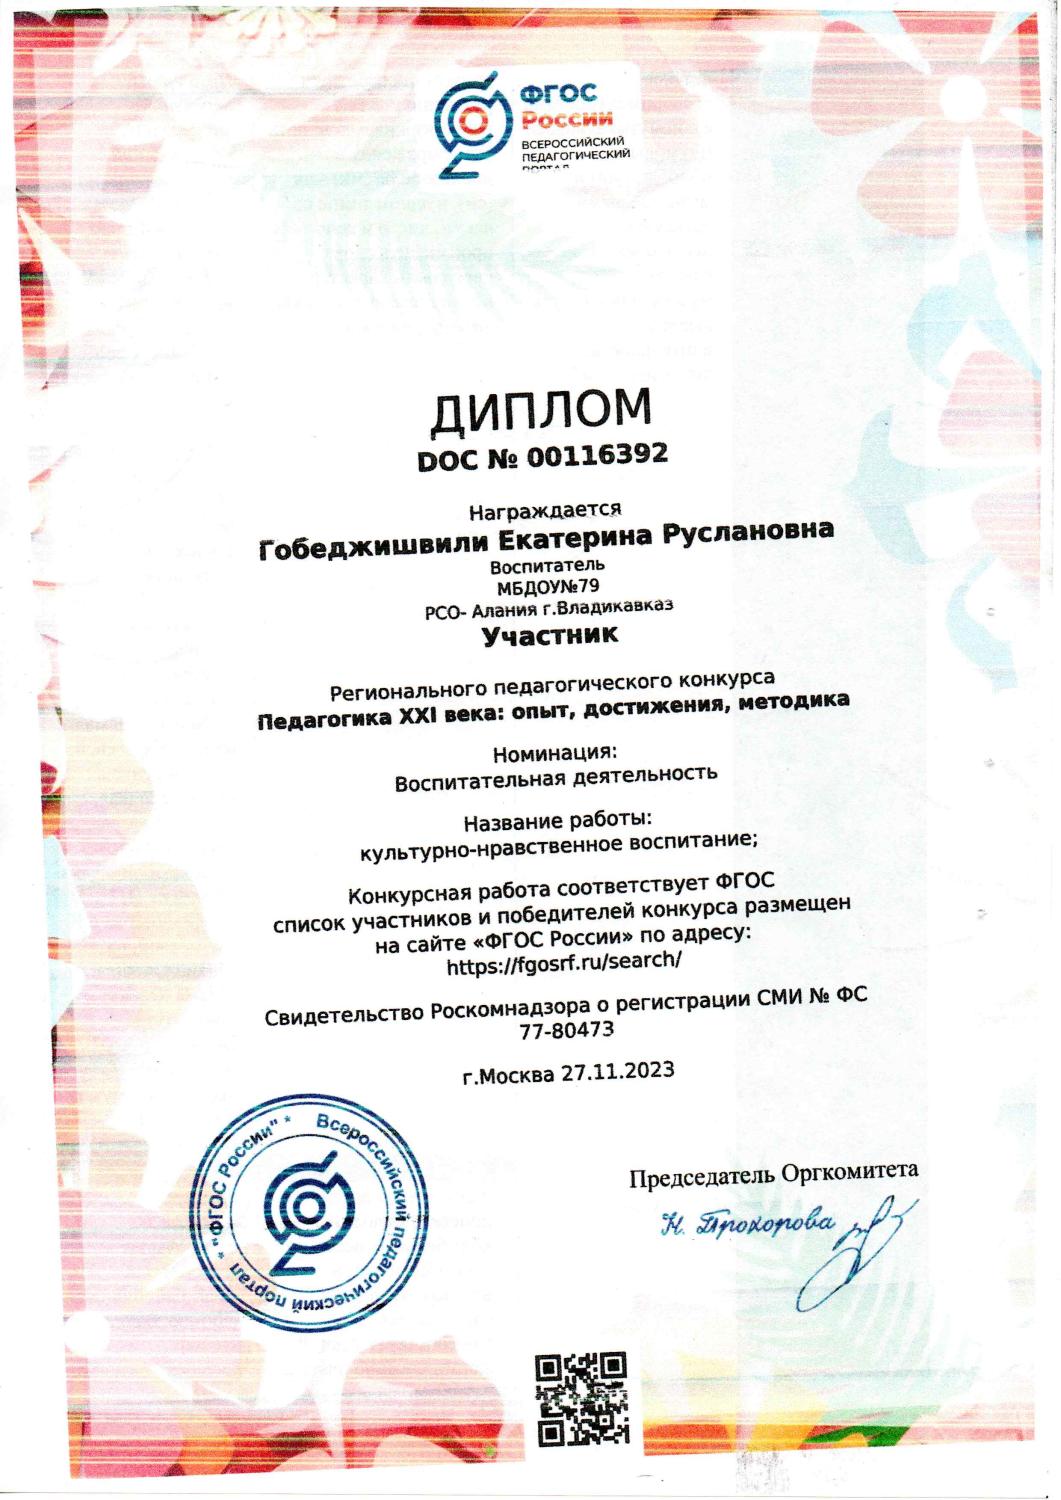 ФГОС
России
ВСЕРОССИЙСКИЙ
ПЕДАГОГИЧЕСКИЙ
ПОРТАЛ
ДИПЛОМ
DOC № 00116392
Награждается
Гобеджишвили Екатерина Руслановна
Воспитатель
МБДОУ№79
РСО- Алания г.Владикавказ
Участник
Регионального педагогического конкурса
Педагогика XXI века: опыт, достижения, методика
Номинация:
Воспитательная деятельность
Название работы:
культурно-нравственное воспитание;
Конкурсная работа соответствует ФГОС
список участников и победителей конкурса размещен
на сайте «ФГОС России» по адресу:
https://fgosrf.ru/search/
Свидетельство Роскомнадзора о регистрации СМИ № ФС
77-80473
г.Москва 27.11.2023
* Всероссийский педагогический портал * "ФГОС России"
Председатель Оргкомитета
Н. Прохорова